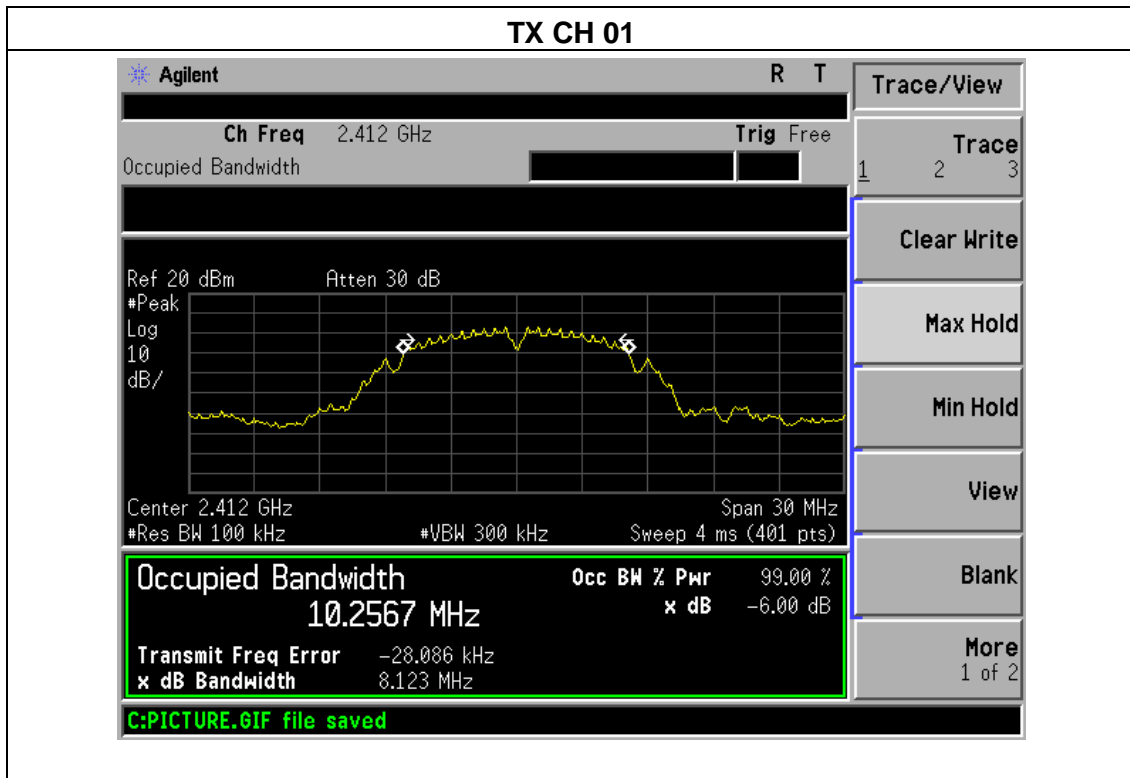 TX CH 01
Agilent R T
Ch Freq 2.412 GHz Trig Free
Occupied Bandwidth
Ref 20 dBm Atten 30 dB
#Peak
Log
10
dB/
Center 2.412 GHz Span 30 MHz
#Res BW 100 kHz #VBW 300 kHz Sweep 4 ms (401 pts)
Occupied Bandwidth Occ BW % Pwr 99.00 %
10.2567 MHz x dB -6.00 dB
Transmit Freq Error -28.086 kHz
x dB Bandwidth 8.123 MHz
C:PICTURE.GIF file saved
Trace/View
Trace
1 2 3
Clear Write
Max Hold
Min Hold
View
Blank
More
1 of 2